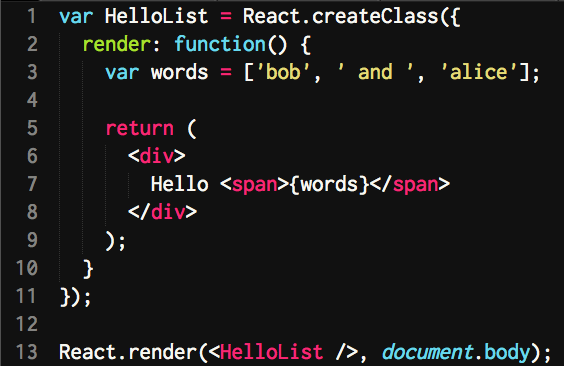 1 var HelloList = React.createClass({
2   render: function() {
3     var words = ['bob', ' and ', 'alice'];
4
5     return (
6       <div>
7         Hello <span>{words}</span>
8       </div>
9     );
10   }
11 });
12
13 React.render(<HelloList />, document.body);